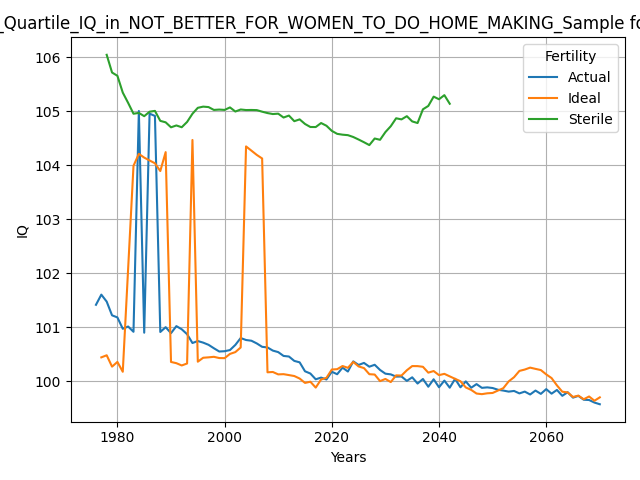 _Quartile_IQ_in_NOT_BETTER_FOR_WOMEN_TO_DO_HOME_MAKING_Sample fo
Fertility
Actual
Ideal
Sterile
106
105
104
103
102
101
100
IQ
1980
2000
2020
2040
2060
Years